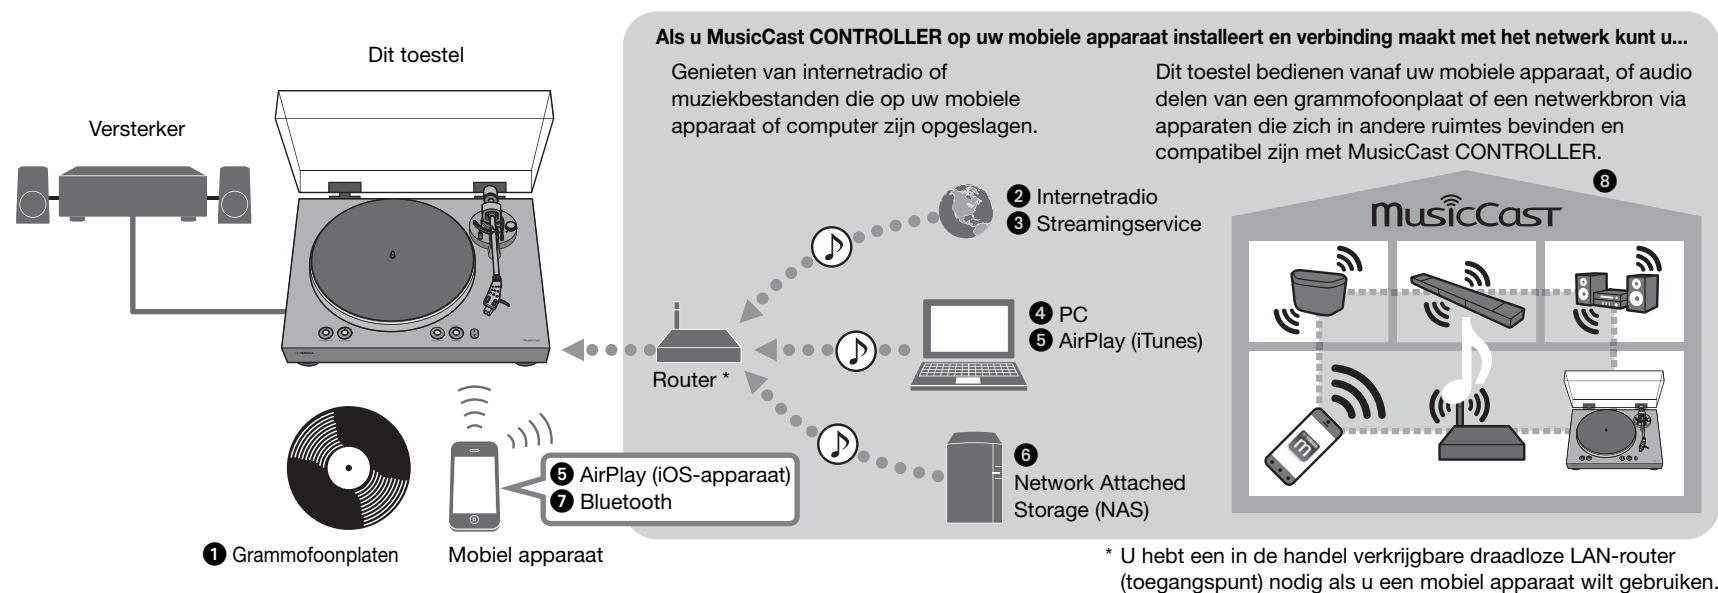 Dit toestel
Versterker
Als u MusicCast CONTROLLER op uw mobiele apparaat installeert en verbinding maakt met het netwerk kunt u...
Genieten van internetradio of
muziekbestanden die op uw mobiele
apparaat of computer zijn opgeslagen.
Dit toestel bedienen vanaf uw mobiele apparaat, of audio
delen van een grammofoonplaat of een netwerkbron via
apparaten die zich in andere ruimtes bevinden en
compatibel zijn met MusicCast CONTROLLER.
2 Internetradio
3 Streamingservice
8
MusicCast
4 PC
5 AirPlay (iTunes)
Router *
6
Network Attached
Storage (NAS)
5 AirPlay (iOS-apparaat)
7 Bluetooth
1 Grammofoonplaten
Mobiel apparaat
* U hebt een in de handel verkrijgbare draadloze LAN-router
(toegangspunt) nodig als u een mobiel apparaat wilt gebruiken.